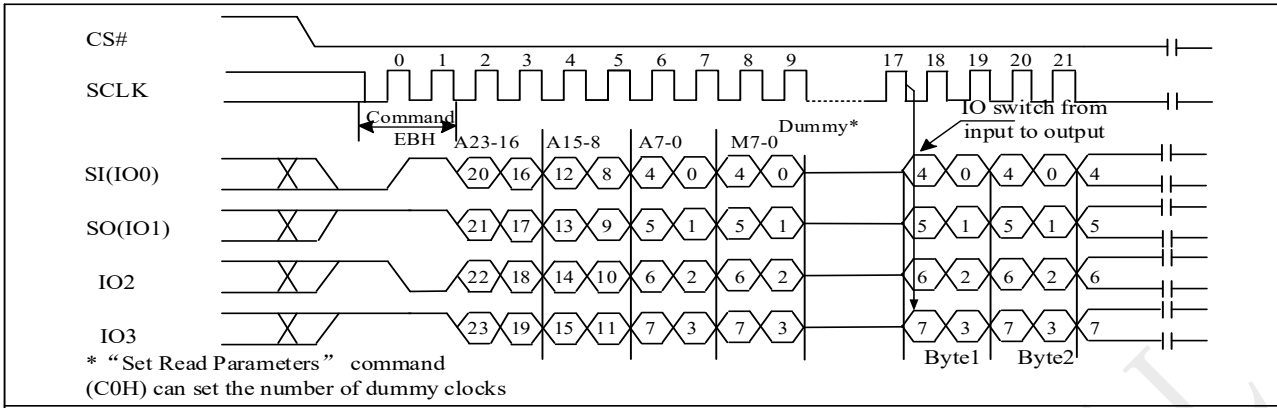 CS#
0 1 2 3 4 5 6 7 8 9 17 18 19 20 21
SCLK
Command
EBH
Dummy*
IO switch from
input to output
A23-16 A15-8 A7-0 M7-0
SI(IO0) 20 16 12 8 4 0 4 0 4 0 4 0 4
SO(IO1) 21 17 13 9 5 1 5 1 5 1 5 1 5
IO2 22 18 14 10 6 2 6 2 6 2 6 2 6
IO3 23 19 15 11 7 3 7 3 7 3 7 3 7
Byte1 Byte2
* “Set Read Parameters” command
(C0H) can set the number of dummy clocks